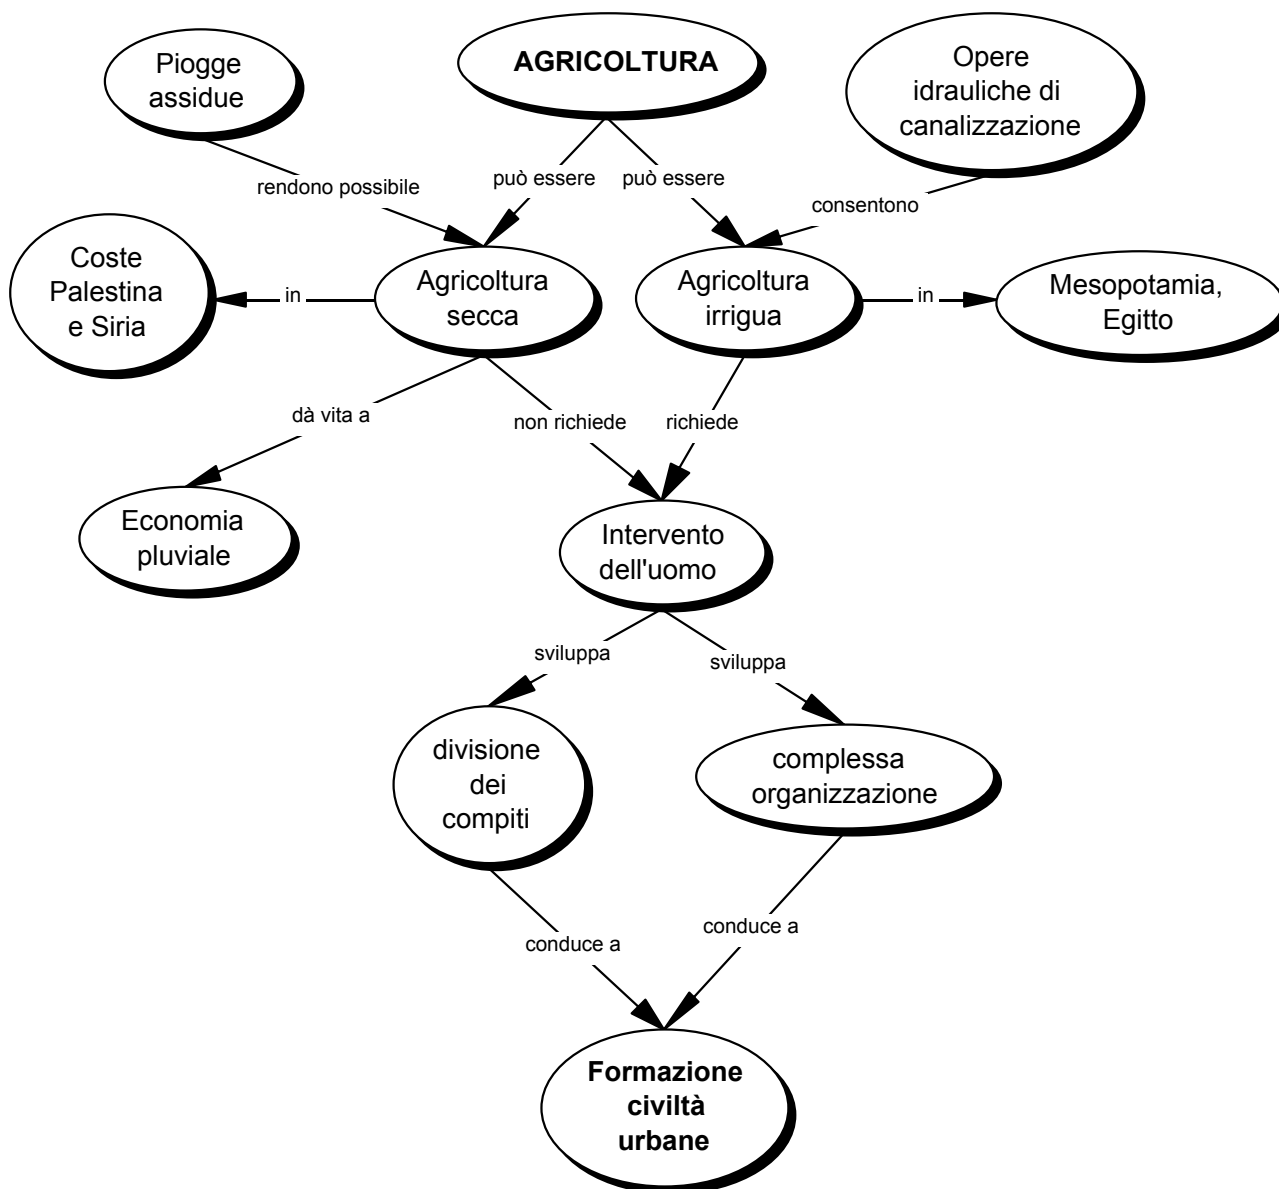 Piogge
assidue
AGRICOLTURA
Opere
idrauliche di
canalizzazione
rendono possibile
può essere
può essere
consentono
Coste
Palestina
e Siria
in
Agricoltura
secca
Agricoltura
irrigua
in
Mesopotamia,
Egitto
dà vita a
non richiede
richiede
Economia
pluviale
Intervento
dell'uomo
sviluppa
sviluppa
divisione
dei
compiti
complessa
organizzazione
conduce a
conduce a
Formazione
civiltà
urbane